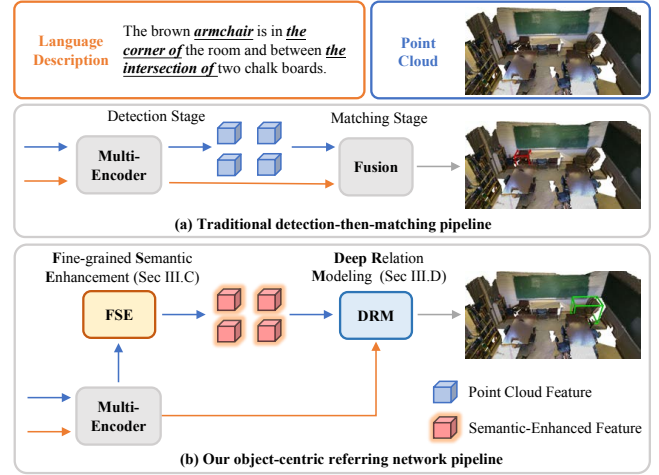 Language
Description
The brown armchair is in the
corner of the room and between the
intersection of two chalk boards.
Point
Cloud
Detection Stage
Matching Stage
Multi-
Encoder
Fusion
(a) Traditional detection-then-matching pipeline
Fine-grained Semantic
Enhancement (Sec III.C)
Deep Relation
Modeling (Sec III.D)
FSE
DRM
Multi-
Encoder
Point Cloud Feature
Semantic-Enhanced Feature
(b) Our object-centric referring network pipeline